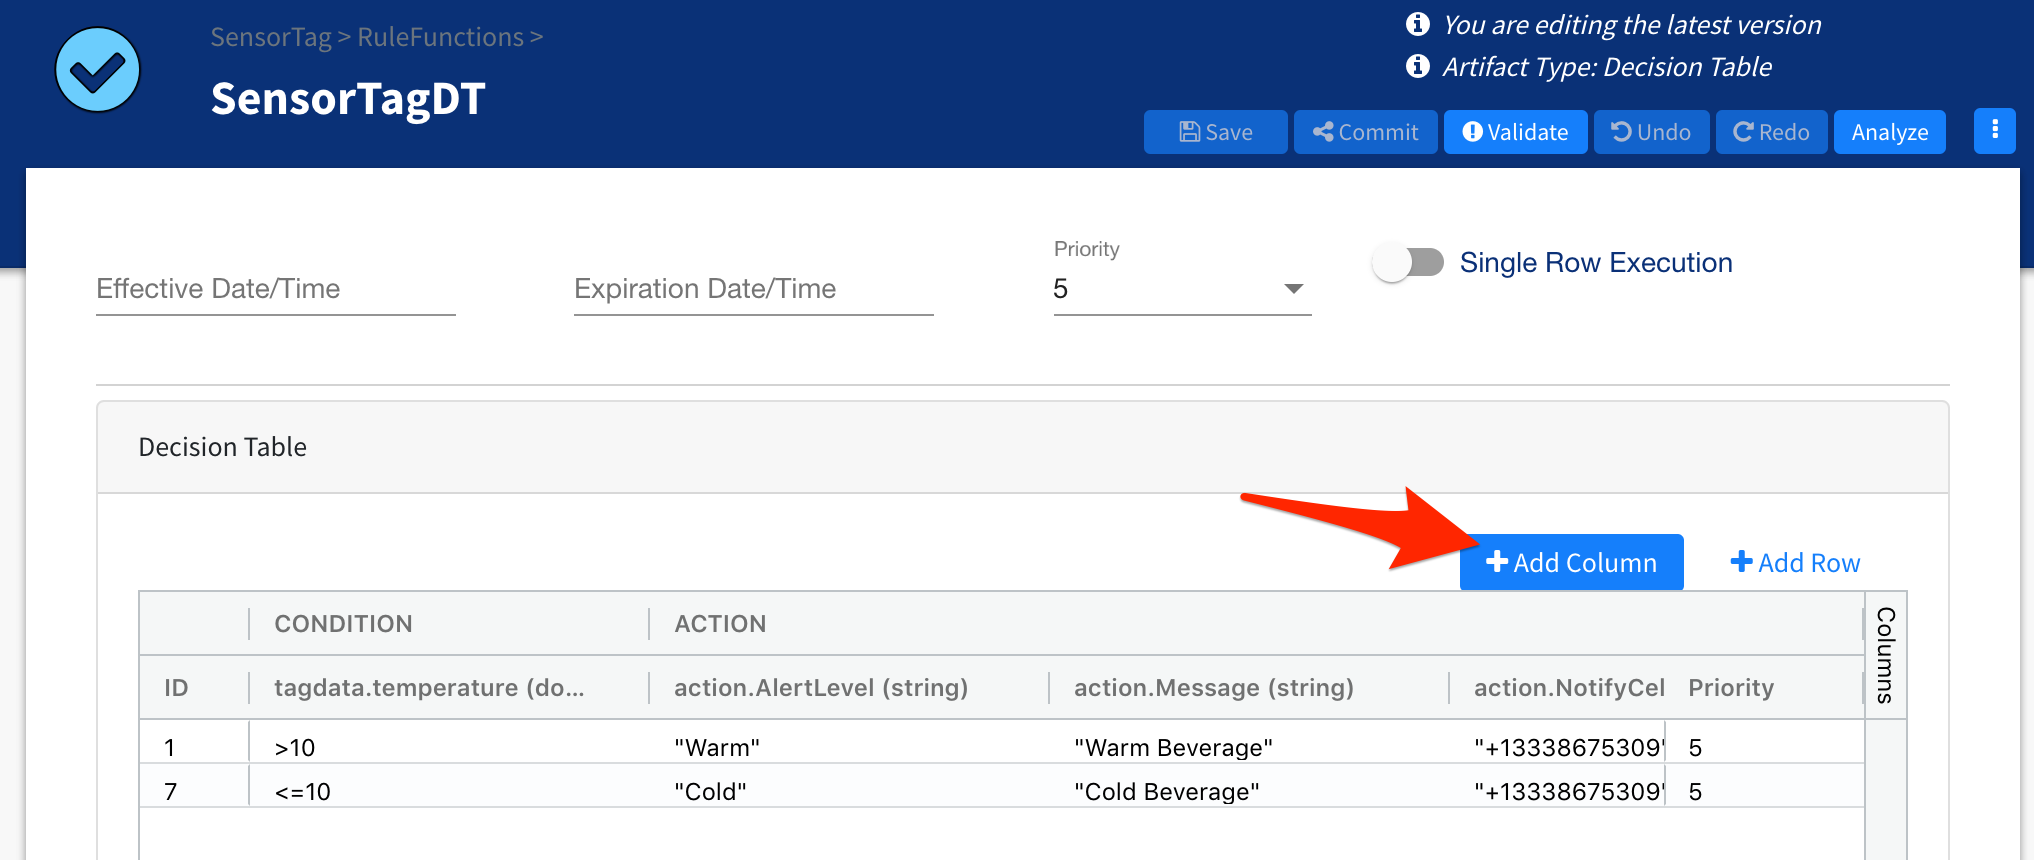 SensorTag > RuleFunctions >
SensorTagDT
You are editing the latest version
Artifact Type: Decision Table
Save Commit Validate Undo Redo Analyze
Effective Date/Time
Expiration Date/Time
Priority
5
Single Row Execution
Decision Table
Add Column
Add Row
CONDITION ACTION
Columns
ID tagdata.temperature (do... action.AlertLevel (string) action.Message (string) action.NotifyCel Priority
1 >10 "Warm" "Warm Beverage" "+13338675309" 5
7 <=10 "Cold" "Cold Beverage" "+13338675309" 5